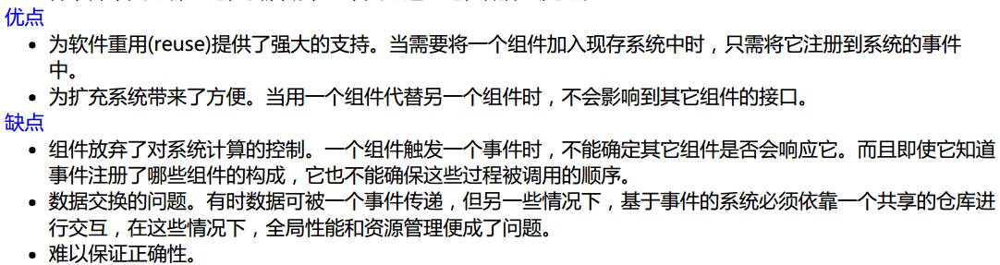 优点
• 为软件重用(reuse)提供了强大的支持。当需要将一个组件加入现存系统中时，只需将它注册到系统的事件
中。
• 为扩充系统带来了方便。当用一个组件代替另一个组件时，不会影响到其它组件的接口。
缺点
• 组件放弃了对系统计算的控制。一个组件触发一个事件时，不能确定其它组件是否会响应它。而且即使它知道
事件注册了哪些组件的构成，它也不能确保这些过程被调用的顺序。
• 数据交换的问题。有时数据可被一个事件传递，但另一些情况下，基于事件的系统必须依靠一个共享的仓库进
行交互，在这些情况下，全局性能和资源管理便成了问题。
• 难以保证正确性。